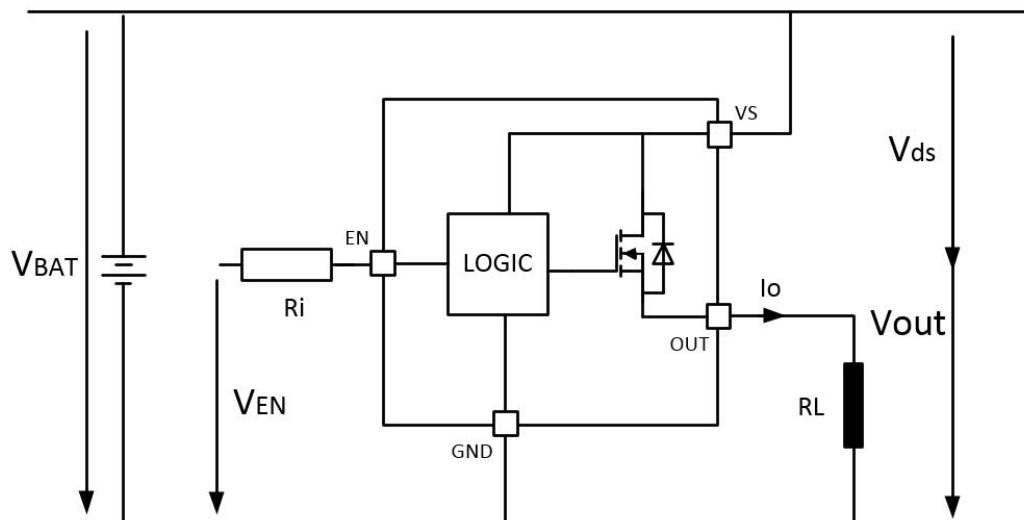 VS
Vds
EN
VBAT
LOGIC
Ri
Io
OUT
Vout
VEN
RL
GND